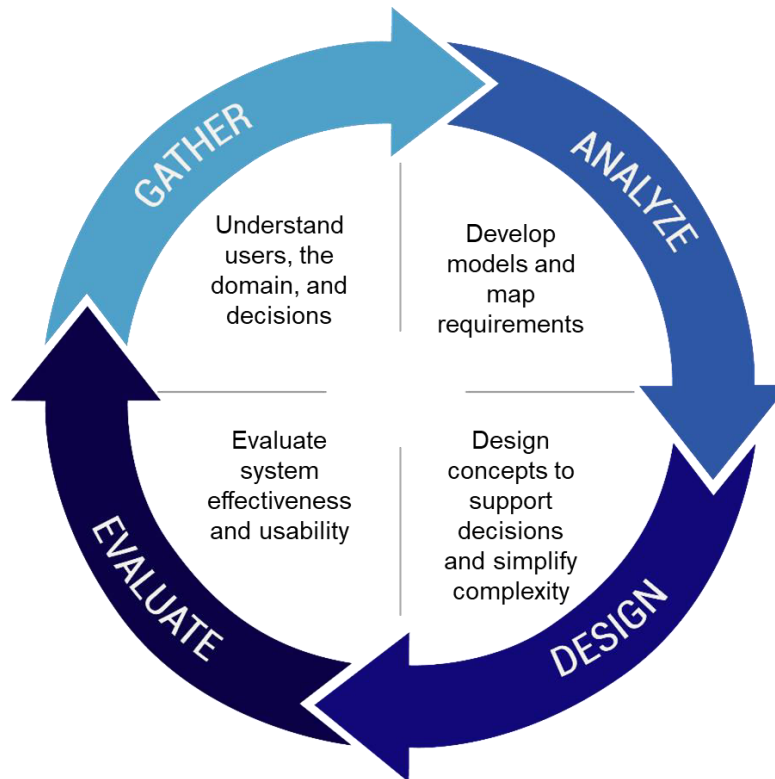 GATHER
Understand
users, the
domain, and
decisions
ANALYZE
Develop
models and
map
requirements
DESIGN
Design
concepts to
support
decisions
and simplify
complexity
EVALUATE
Evaluate
system
effectiveness
and usability